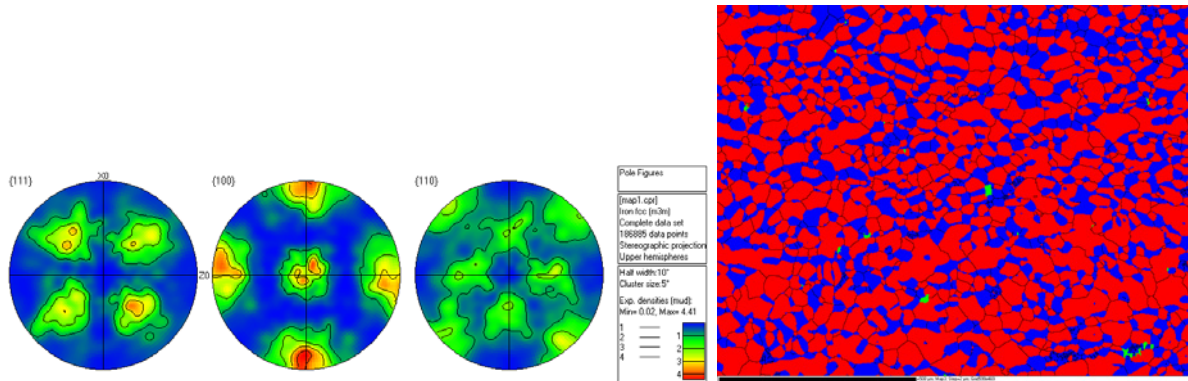 {111}
X0
{100}
{110}
Z0
Pole Figures
[map1.cpr]
Iron fcc (m3m)
Complete data set
186885 data points
Stereographic projection
Upper hemispheres
Half width:10°
Cluster size:5°
Exp. densities (mud):
Min= 0.02, Max= 4.41
1
2
3
4
1
2
3
4